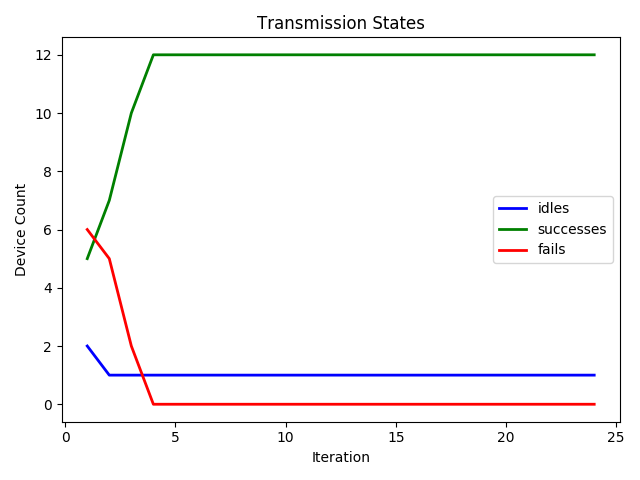 Transmission States
Device Count
12
10
8
6
4
2
0
idles
successes
fails
0 5 10 15 20 25
Iteration